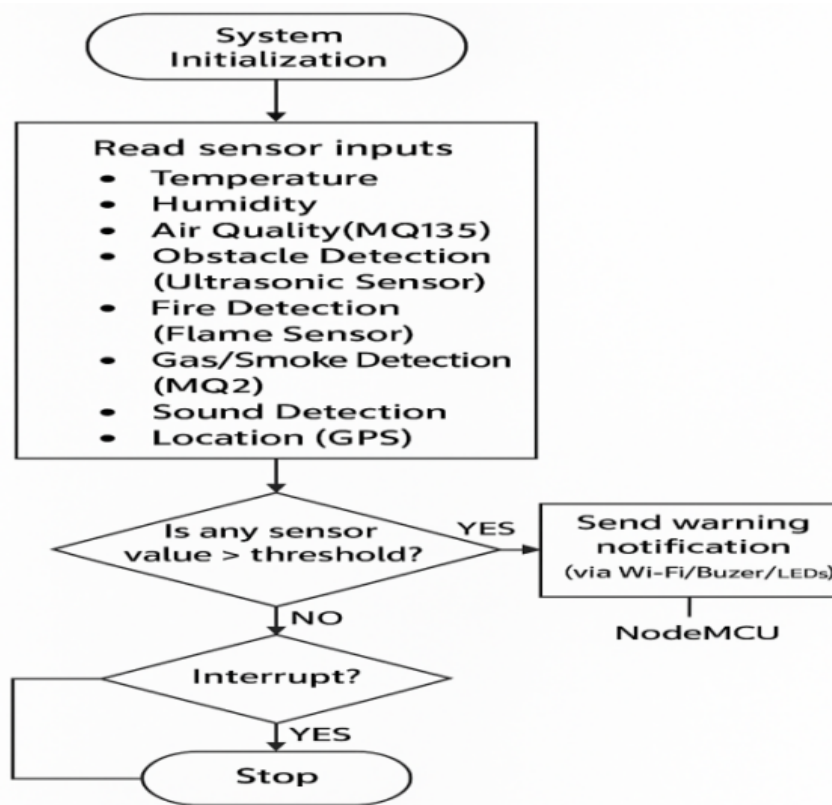 System
Initialization
Read sensor inputs
• Temperature
• Humidity
• Air Quality(MQ135)
• Obstacle Detection
(Ultrasonic Sensor)
• Fire Detection
(Flame Sensor)
• Gas/Smoke Detection
(MQ2)
• Sound Detection
• Location (GPS)
Is any sensor
value > threshold?
YES
Send warning
notification
(via Wi-Fi/Buzer/LEDs)
NodeMCU
NO
Interrupt?
YES
Stop